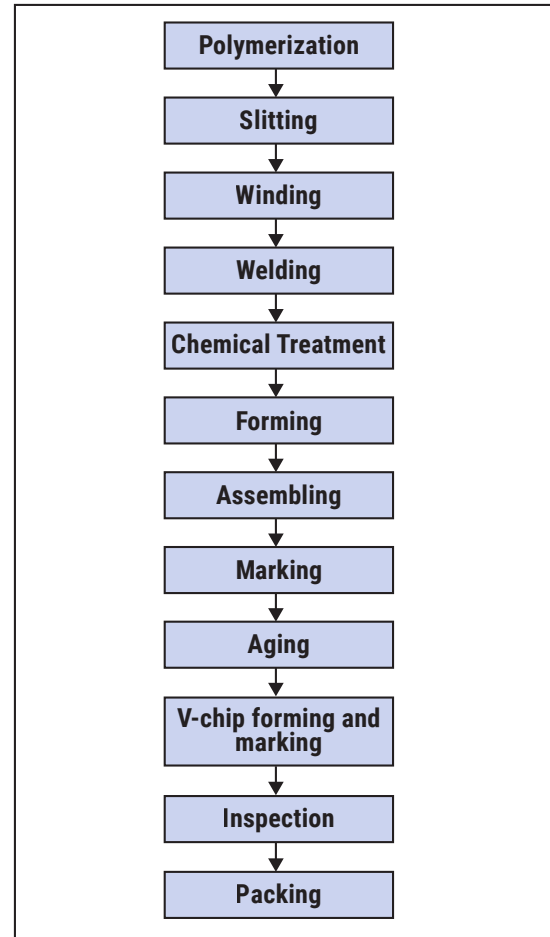 Polymerization
Slitting
Winding
Welding
Chemical Treatment
Forming
Assembling
Marking
Aging
V-chip forming and
marking
Inspection
Packing